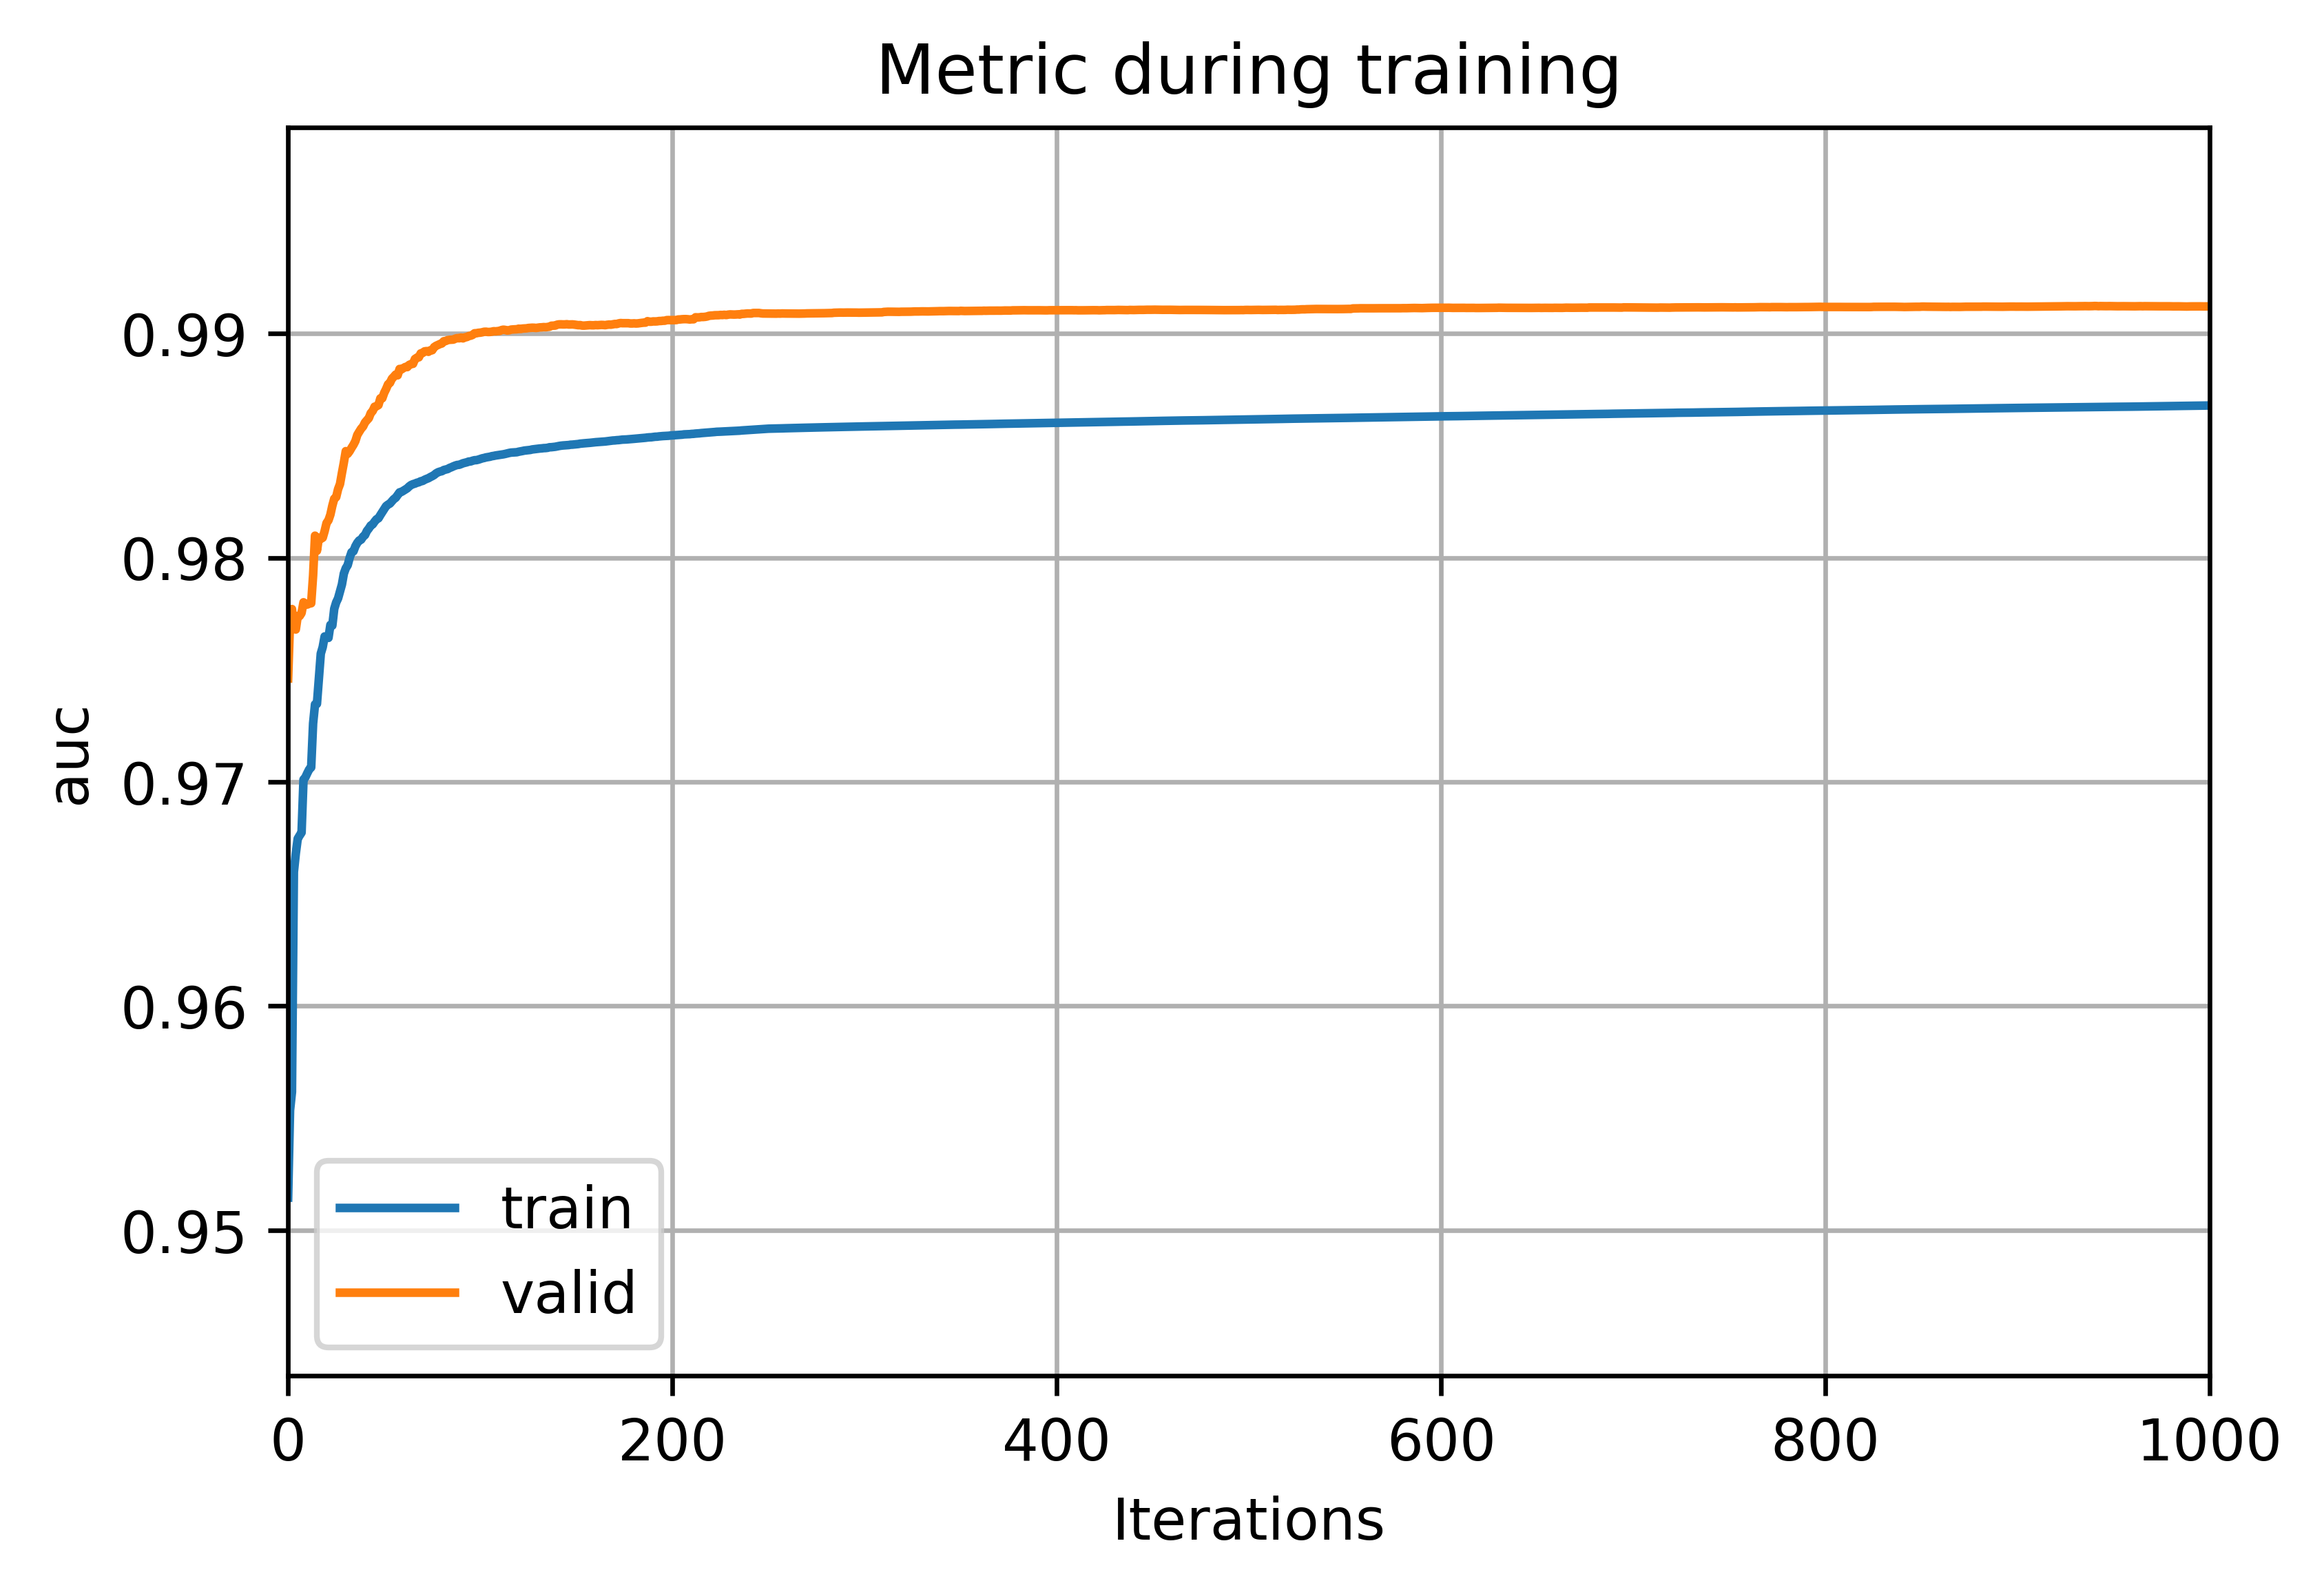 Metric during training
auc
0.99
0.98
0.97
0.96
0.95
train
valid
0 200 400 600 800 1000
Iterations